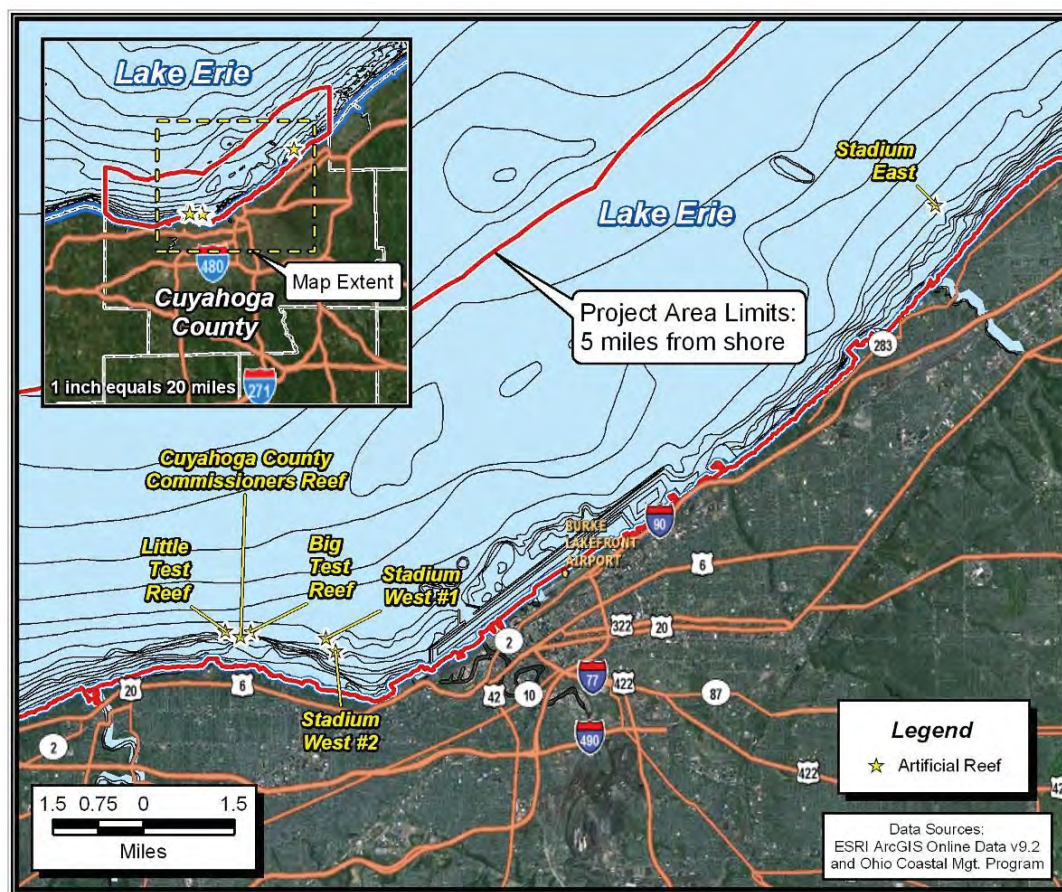 Lake Erie
480
Map Extent
Cuyahoga
County
1 inch equals 20 miles
271
Stadium
East
Lake Erie
Project Area Limits:
5 miles from shore
283
Cuyahoga County
Commissioners Reef
Little
Test
Reef
Big
Test
Reef
Stadium
West #1
Stadium
West #2
BURKE
LAKEFRONT
AIRPORT
90
6
2
322
20
20
6
42
10
77
422
87
2
490
422
42
Legend
Artificial Reef
1.5 0.75 0 1.5
Miles
Data Sources:
ESRI ArcGIS Online Data v9.2
and Ohio Coastal Mgt. Program